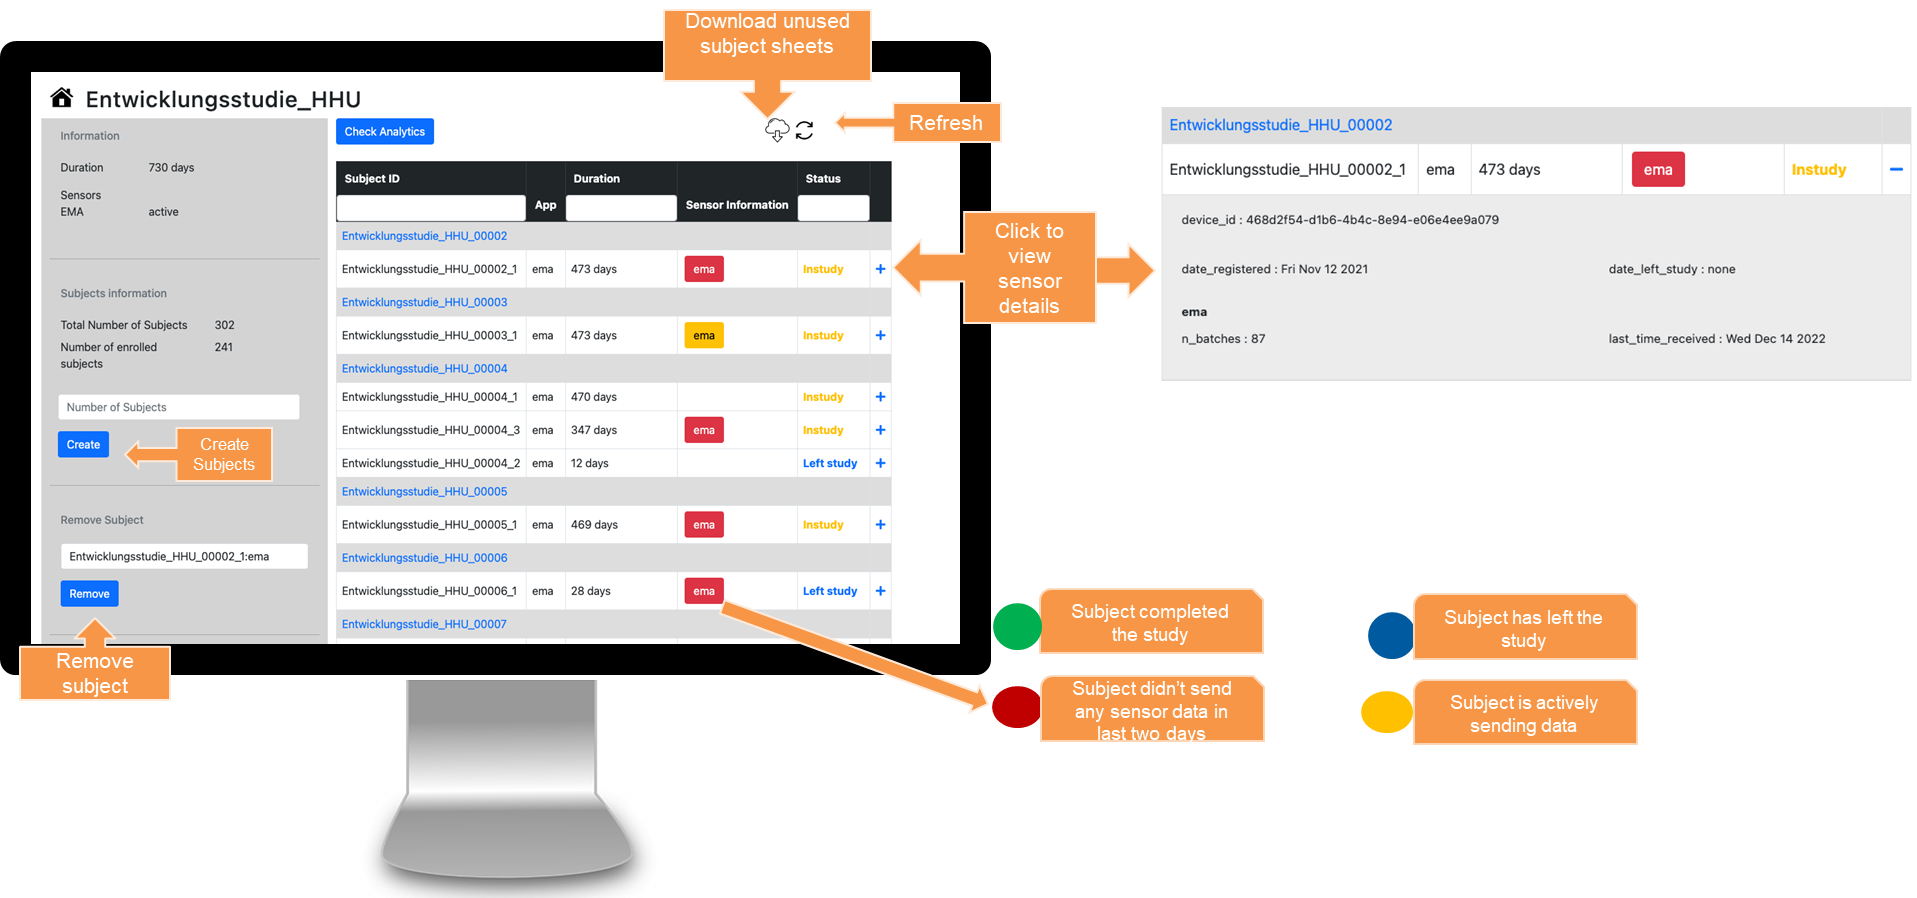 Download unused
subject sheets
Entwicklungsstudie_HHU
Refresh
Information
Duration 730 days
Sensors
EMA active
Subjects information
Total Number of Subjects 302
Number of enrolled 241
subjects
Number of Subjects
Create
Create
Subjects
Remove Subject
Entwicklungsstudie_HHU_00002_1:ema
Remove
Remove
subject
Check Analytics
Subject ID Duration Status
App Sensor Information
Entwicklungsstudie_HHU_00002
Entwicklungsstudie_HHU_00002_1 ema 473 days ema Instudy +
Entwicklungsstudie_HHU_00003
Entwicklungsstudie_HHU_00003_1 ema 473 days ema Instudy +
Entwicklungsstudie_HHU_00004
Entwicklungsstudie_HHU_00004_1 ema 470 days Instudy +
Entwicklungsstudie_HHU_00004_3 ema 347 days ema Instudy +
Entwicklungsstudie_HHU_00004_2 ema 12 days Left study +
Entwicklungsstudie_HHU_00005
Entwicklungsstudie_HHU_00005_1 ema 469 days ema Instudy +
Entwicklungsstudie_HHU_00006
Entwicklungsstudie_HHU_00006_1 ema 28 days ema Left study +
Entwicklungsstudie_HHU_00007
Click to
view
sensor
details
Entwicklungsstudie_HHU_00002
Entwicklungsstudie_HHU_00002_1 ema 473 days ema Instudy −
device_id : 468d2f54-d1b6-4b4c-8e94-e06e4ee9a079
date_registered : Fri Nov 12 2021 date_left_study : none
ema
n_batches : 87 last_time_received : Wed Dec 14 2022
Subject completed
the study
Subject has left the
study
Subject didn't send
any sensor data in
last two days
Subject is actively
sending data